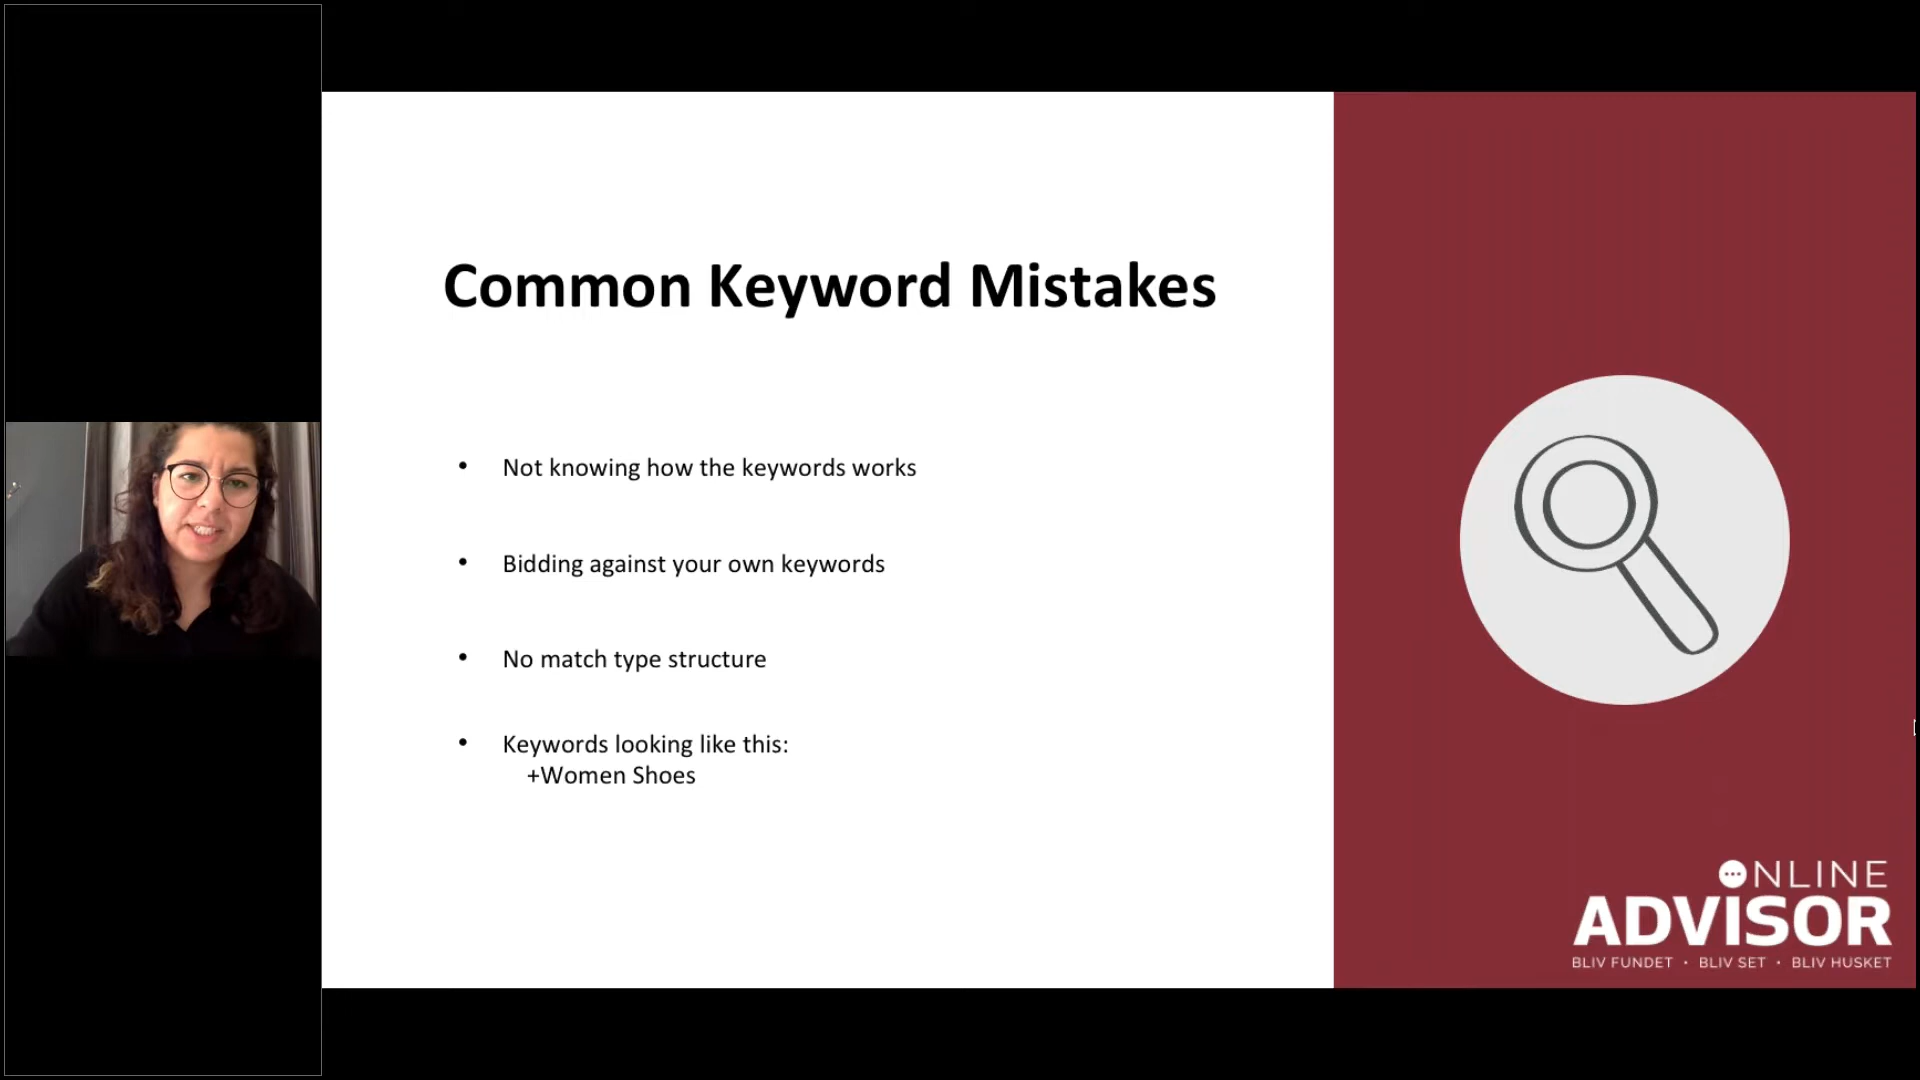 Common Keyword Mistakes
• Not knowing how the keywords works
• Bidding against your own keywords
• No match type structure
• Keywords looking like this:
+Women Shoes
ONLINE
ADVISOR
BLIV FUNDET • BLIV SET • BLIV HUSKET